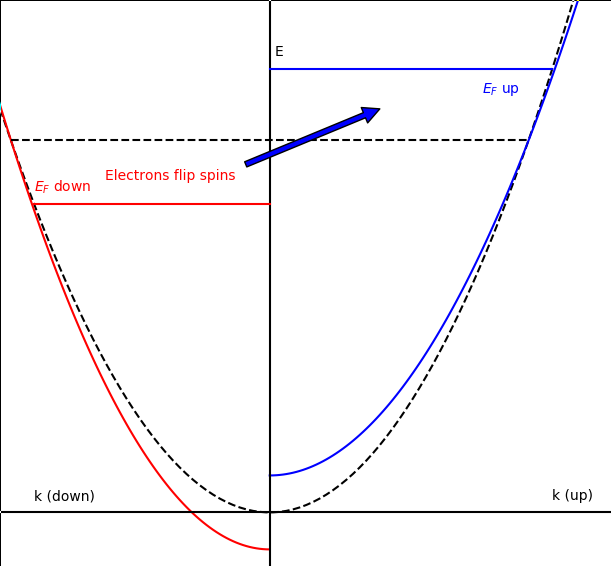 E
E_F up
Electrons flip spins
E_F down
k (down)
k (up)